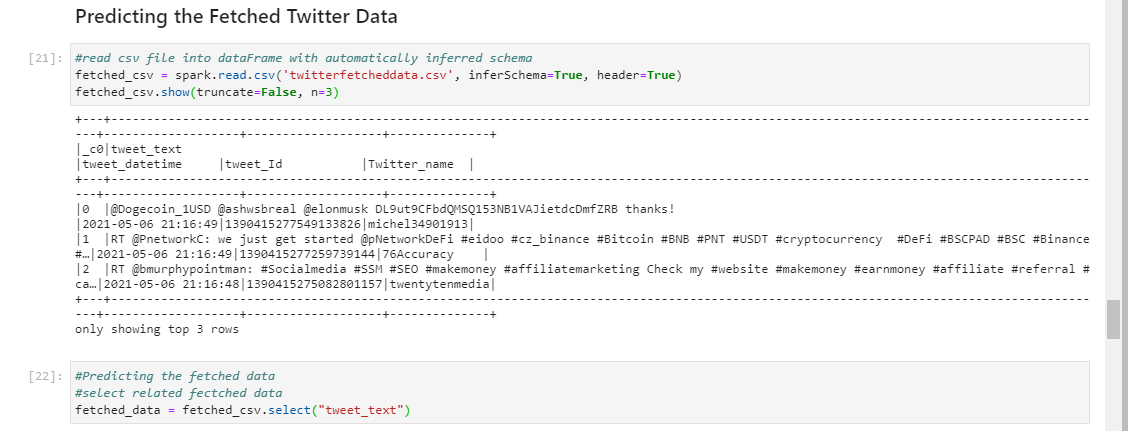 Predicting the Fetched Twitter Data
[21]: #read csv file into dataFrame with automatically inferred schema
fetched_csv = spark.read.csv('twitterfetcheddata.csv', inferSchema=True, header=True)
fetched_csv.show(truncate=False, n=3)
+---+----------------------------------------------------------------------------------------------------------------------------------------
---+-------------------+-------------------+--------------+
|_c0|tweet_text
|tweet_datetime     |tweet_Id           |Twitter_name  |
+---+----------------------------------------------------------------------------------------------------------------------------------------
---+-------------------+-------------------+--------------+
|0  |@Dogecoin_1USD @ashwsbreal @elonmusk DL9ut9CFbdQMSQ153NB1VAJietdcDmfZRB thanks!
|2021-05-06 21:16:49|1390415277549133826|michel34901913|
|1  |RT @PnetworkC: we just get started @pNetworkDeFi #eidoo #cz_binance #Bitcoin #BNB #PNT #USDT #cryptocurrency  #DeFi #BSCPAD #BSC #Binance
#…|2021-05-06 21:16:49|1390415277259739144|76Accuracy    |
|2  |RT @bmurphypointman: #Socialmedia #SSM #SEO #makemoney #affiliatemarketing Check my #website #makemoney #earnmoney #affiliate #referral #
ca…|2021-05-06 21:16:48|1390415275082801157|twentytenmedia|
+---+----------------------------------------------------------------------------------------------------------------------------------------
---+-------------------+-------------------+--------------+
only showing top 3 rows
[22]: #Predicting the fetched data
#select related fectched data
fetched_data = fetched_csv.select("tweet_text")